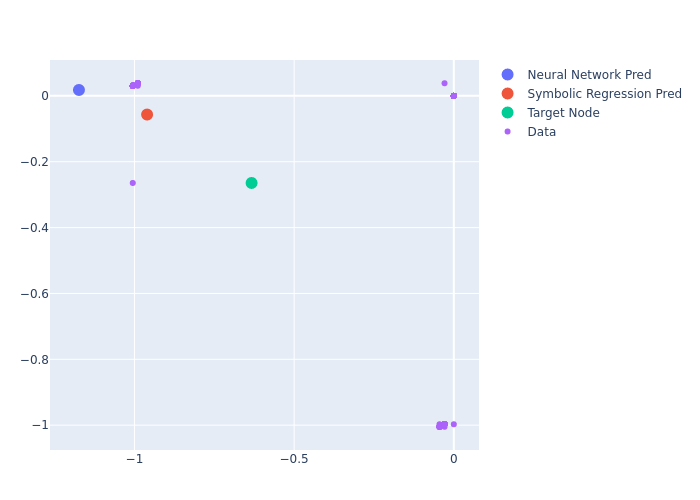 Neural Network Pred
Symbolic Regression Pred
Target Node
Data
0
−0.2
−0.4
−0.6
−0.8
−1
−1
−0.5
0